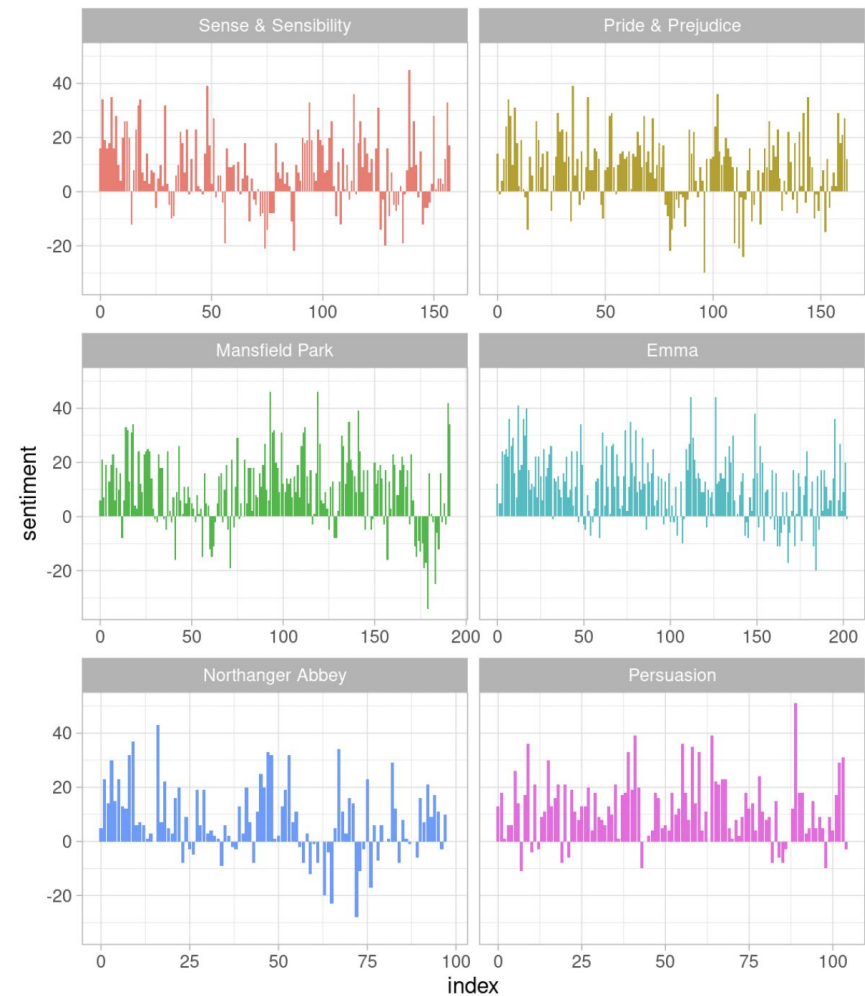 Sense & Sensibility
Pride & Prejudice
40
20
0
-20
0 50 100 150
0 50 100 150
Mansfield Park
Emma
40
20
0
-20
0 50 100 150 200
0 50 100 150 200
sentiment
Northanger Abbey
Persuasion
40
20
0
-20
0 25 50 75 100
0 25 50 75 100
index